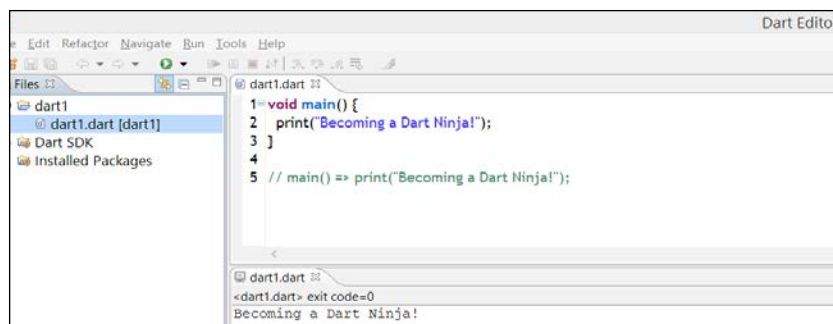 Dart Edito
e Edit Refactor Navigate Run Tools Help
Files
dart1
dart1.dart [dart1]
Dart SDK
Installed Packages
dart1.dart
1 void main() {
2 print("Becoming a Dart Ninja!");
3 }
4
5 // main() => print("Becoming a Dart Ninja!");
dart1.dart
<dart1.dart> exit code=0
Becoming a Dart Ninja!